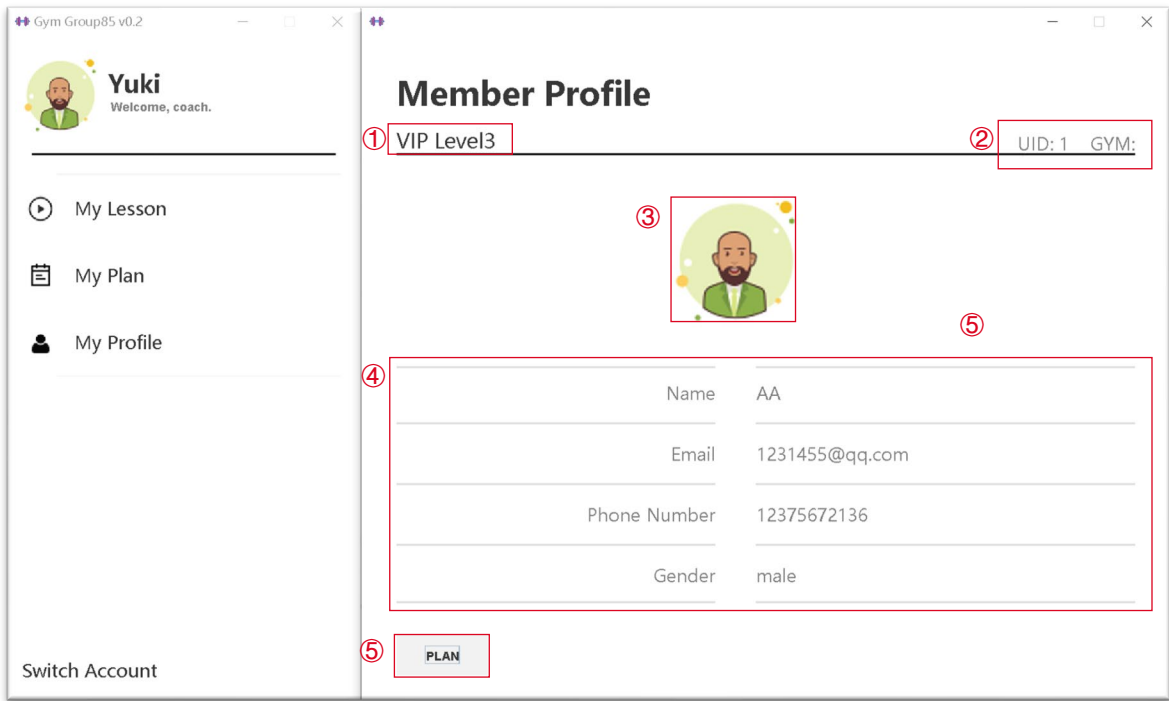 Gym Group85 v0.2
Yuki
Welcome, coach.
My Lesson
My Plan
My Profile
Switch Account
Member Profile
① VIP Level3
② UID: 1 GYM:
③
⑤
④
Name AA
Email 1231455@qq.com
Phone Number 12375672136
Gender male
⑤ PLAN